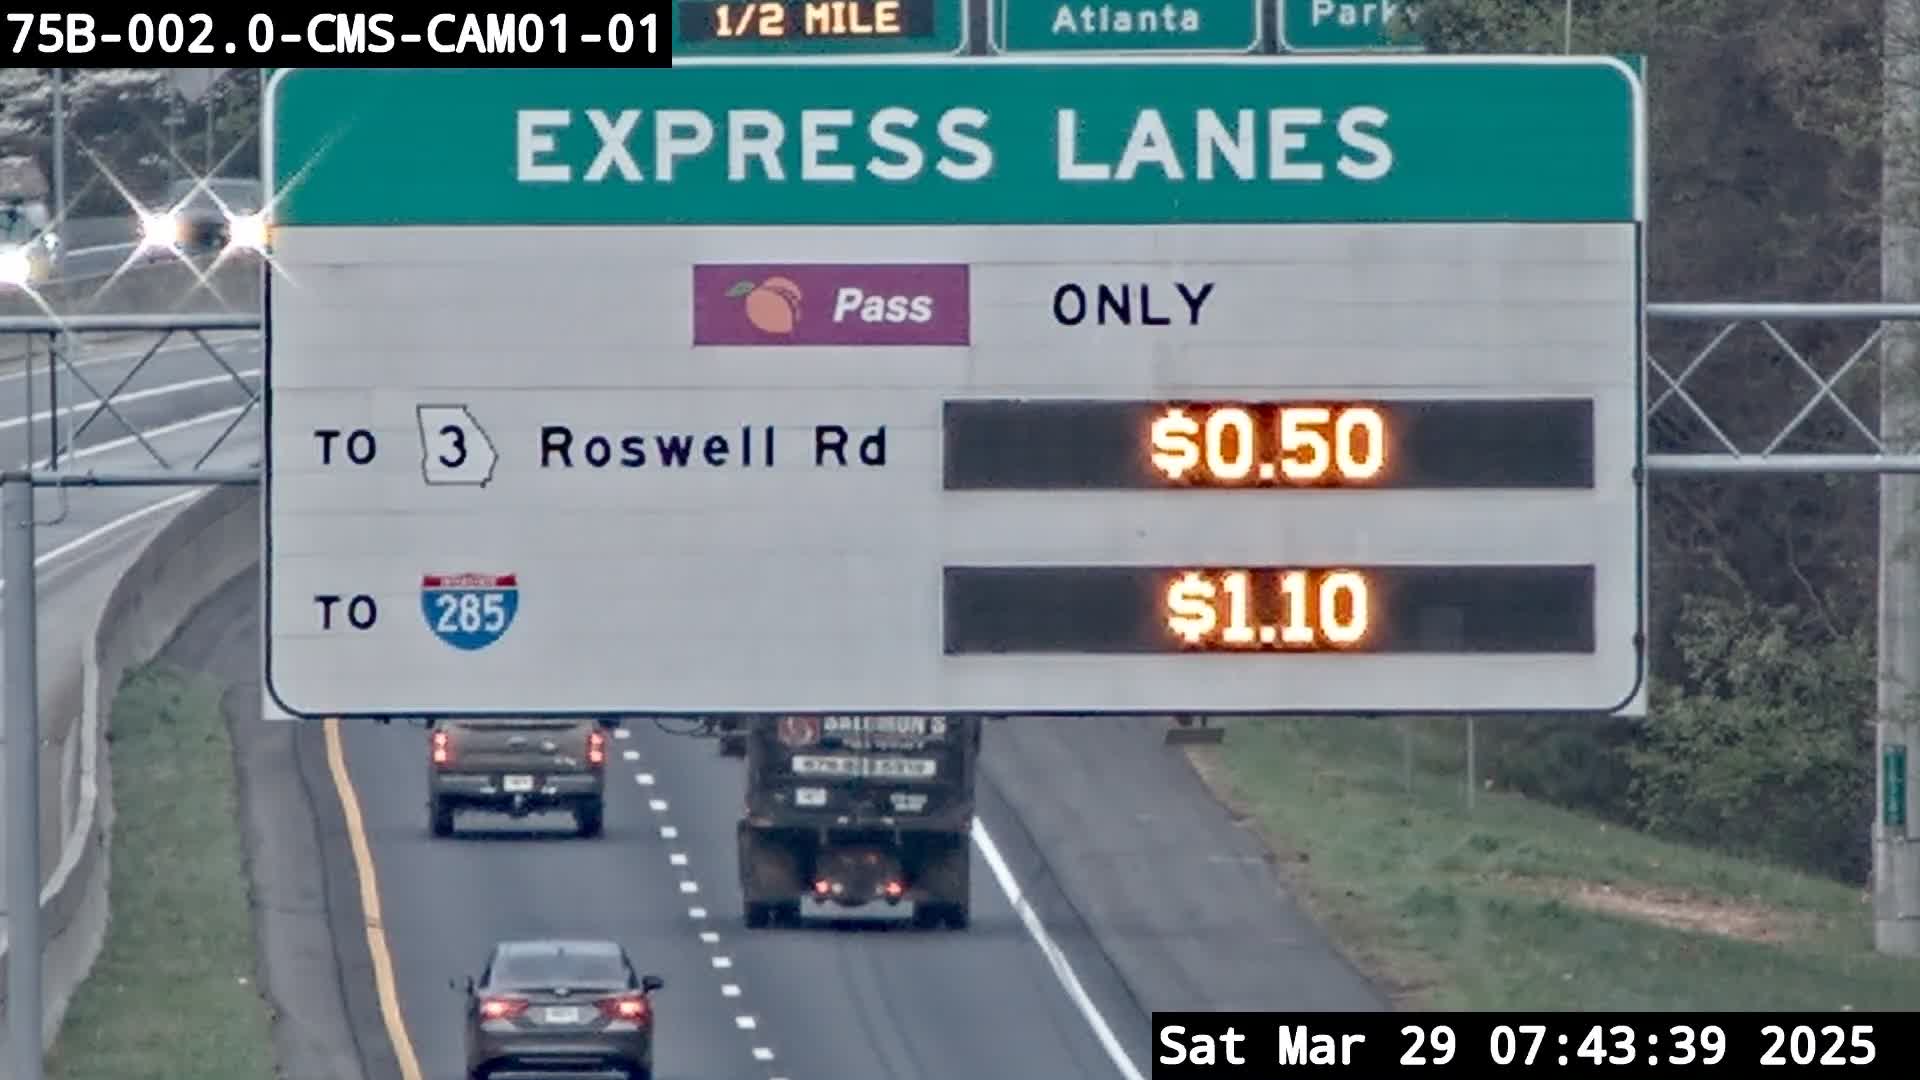 75B-002.0-CMS-CAM01-01
1/2 MILE
Atlanta
EXPRESS LANES
Pass ONLY
TO 3 Roswell Rd $0.50
TO 285 $1.10
Sat Mar 29 07:43:39 2025